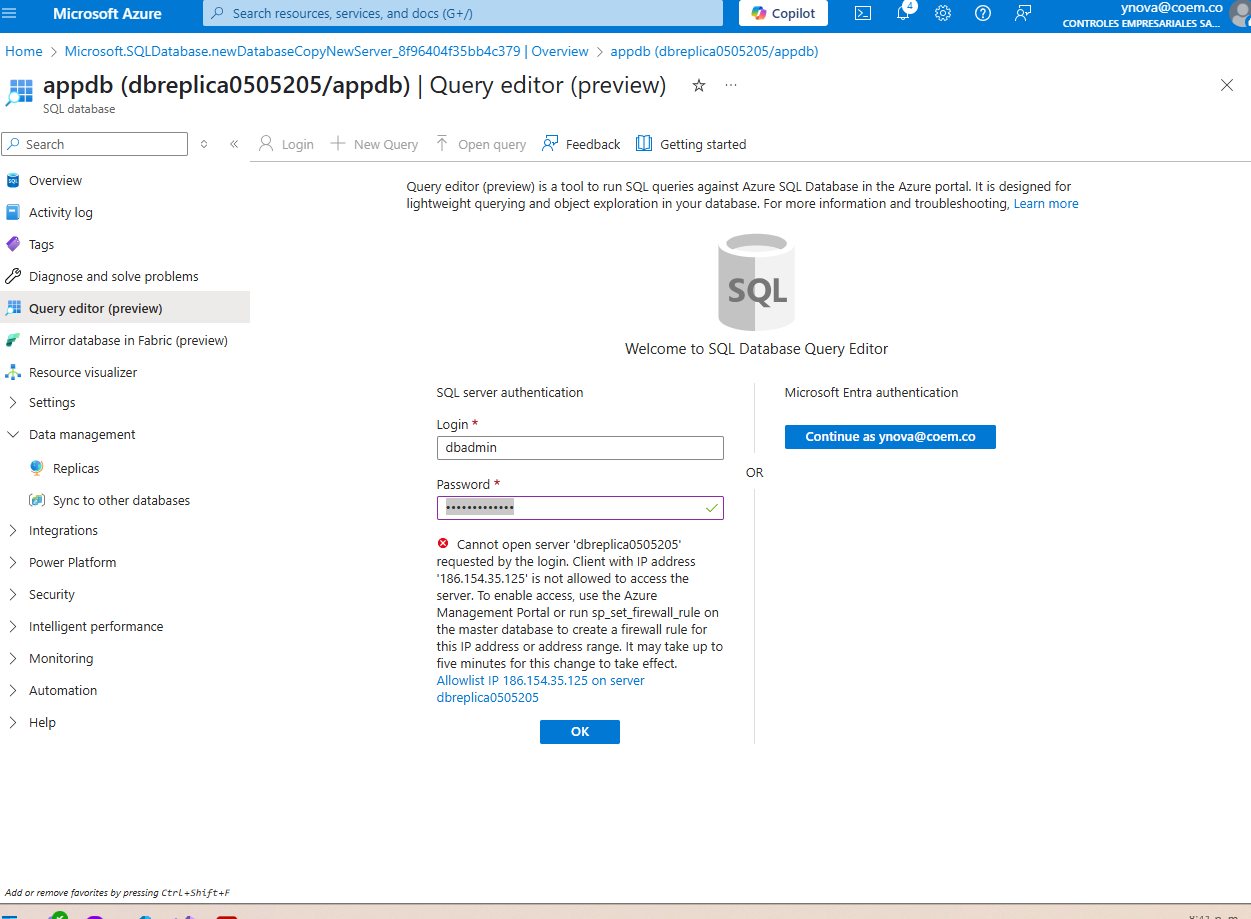 Microsoft Azure
Search resources, services, and docs (G+/)
Copilot
4
ynova@coem.co
CONTROLES EMPRESARIALES SA...
Home > Microsoft.SQLDatabase.newDatabaseCopyNewServer_8f96404f35bb4c379 | Overview > appdb (dbreplica0505205/appdb)
appdb (dbreplica0505205/appdb) | Query editor (preview)
SQL database
Search
Login
New Query
Open query
Feedback
Getting started
Overview
Activity log
Tags
Diagnose and solve problems
Query editor (preview)
Mirror database in Fabric (preview)
Resource visualizer
Settings
Data management
Replicas
Sync to other databases
Integrations
Power Platform
Security
Intelligent performance
Monitoring
Automation
Help
Query editor (preview) is a tool to run SQL queries against Azure SQL Database in the Azure portal. It is designed for
lightweight querying and object exploration in your database. For more information and troubleshooting, Learn more
SQL
Welcome to SQL Database Query Editor
SQL server authentication
Login *
dbadmin
Password *
•••••••••••••
Cannot open server 'dbreplica0505205'
requested by the login. Client with IP address
'186.154.35.125' is not allowed to access the
server. To enable access, use the Azure
Management Portal or run sp_set_firewall_rule on
the master database to create a firewall rule for
this IP address or address range. It may take up to
five minutes for this change to take effect.
Allowlist IP 186.154.35.125 on server
dbreplica0505205
OK
OR
Microsoft Entra authentication
Continue as ynova@coem.co
Add or remove favorites by pressing Ctrl+Shift+F